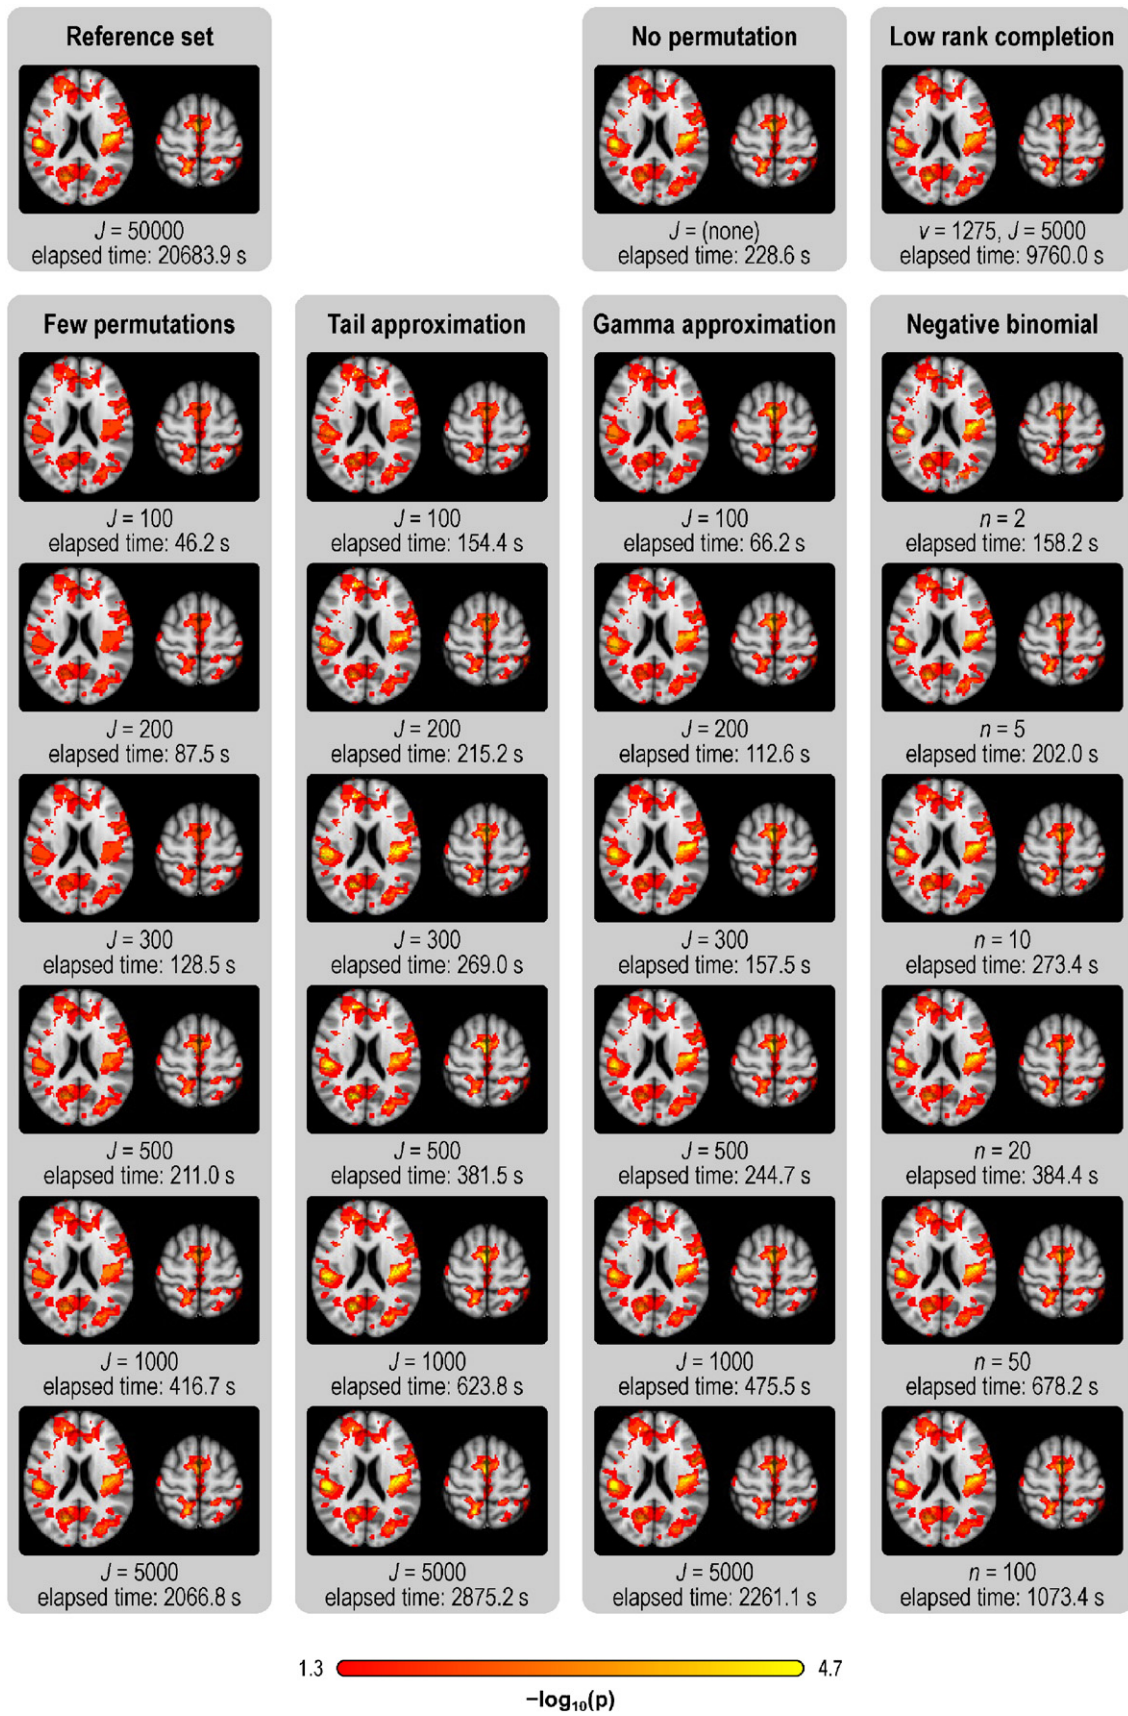 Reference set
J = 50000
elapsed time: 20683.9 s
No permutation
J = (none)
elapsed time: 228.6 s
Low rank completion
v = 1275, J = 5000
elapsed time: 9760.0 s
Few permutations
J = 100
elapsed time: 46.2 s
J = 200
elapsed time: 87.5 s
J = 300
elapsed time: 128.5 s
J = 500
elapsed time: 211.0 s
J = 1000
elapsed time: 416.7 s
J = 5000
elapsed time: 2066.8 s
Tail approximation
J = 100
elapsed time: 154.4 s
J = 200
elapsed time: 215.2 s
J = 300
elapsed time: 269.0 s
J = 500
elapsed time: 381.5 s
J = 1000
elapsed time: 623.8 s
J = 5000
elapsed time: 2875.2 s
Gamma approximation
J = 100
elapsed time: 66.2 s
J = 200
elapsed time: 112.6 s
J = 300
elapsed time: 157.5 s
J = 500
elapsed time: 244.7 s
J = 1000
elapsed time: 475.5 s
J = 5000
elapsed time: 2261.1 s
Negative binomial
n = 2
elapsed time: 158.2 s
n = 5
elapsed time: 202.0 s
n = 10
elapsed time: 273.4 s
n = 20
elapsed time: 384.4 s
n = 50
elapsed time: 678.2 s
n = 100
elapsed time: 1073.4 s
1.3 4.7
−log₁₀(p)